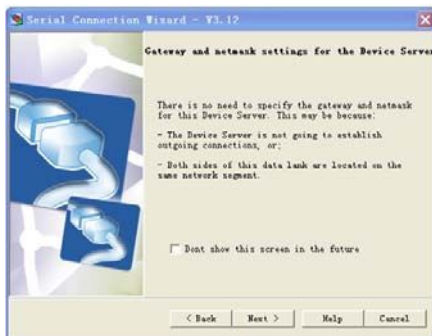 Serial Connection Wizard - V3.12
Gateway and netmask settings for the Device Server
There is no need to specify the gateway and netmask
for this Device Server. This may be because:
- The Device Server is not going to establish
outgoing connections, or;
- Both sides of this data lank are located on the
same network segment.
Dont show this screen in the future
< Back
Next >
Help
Cancel